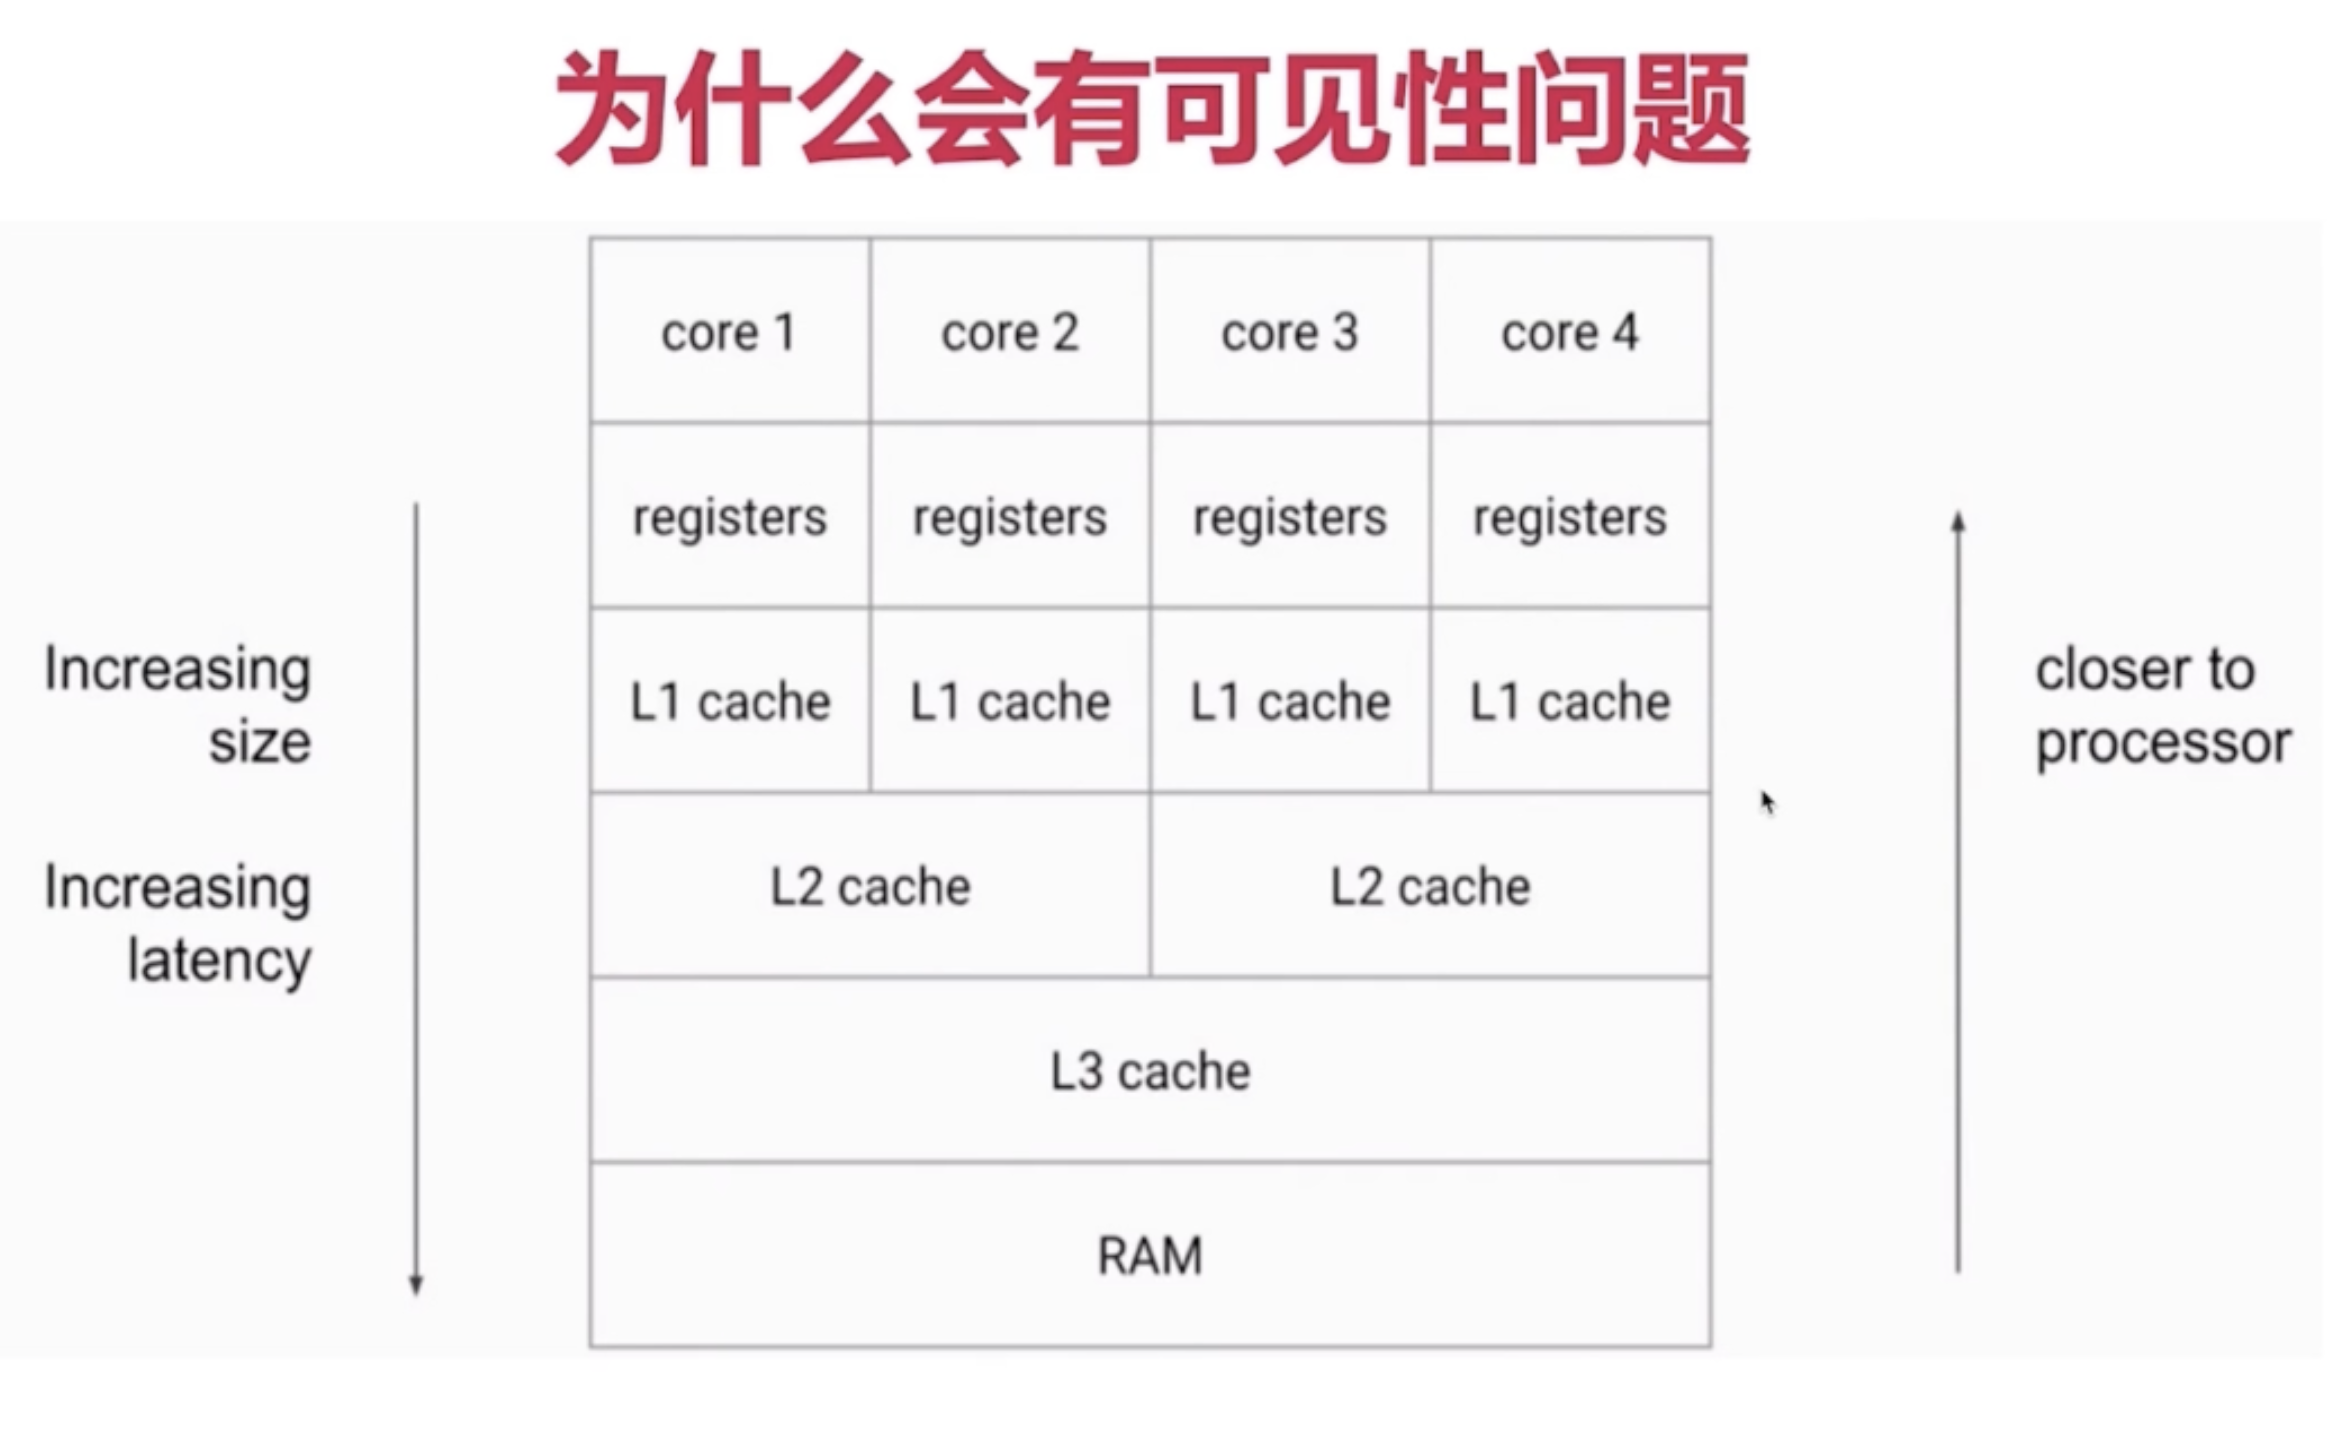 为什么会有可见性问题
core 1 core 2 core 3 core 4
registers registers registers registers
L1 cache L1 cache L1 cache L1 cache
L2 cache L2 cache
L3 cache
RAM
Increasing
size
Increasing
latency
closer to
processor